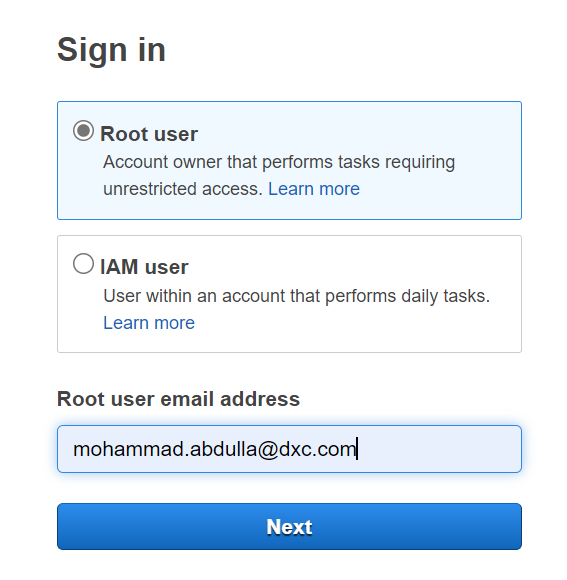 Sign in
Root user
Account owner that performs tasks requiring
unrestricted access. Learn more
IAM user
User within an account that performs daily tasks.
Learn more
Root user email address
mohammad.abdulla@dxc.com
Next